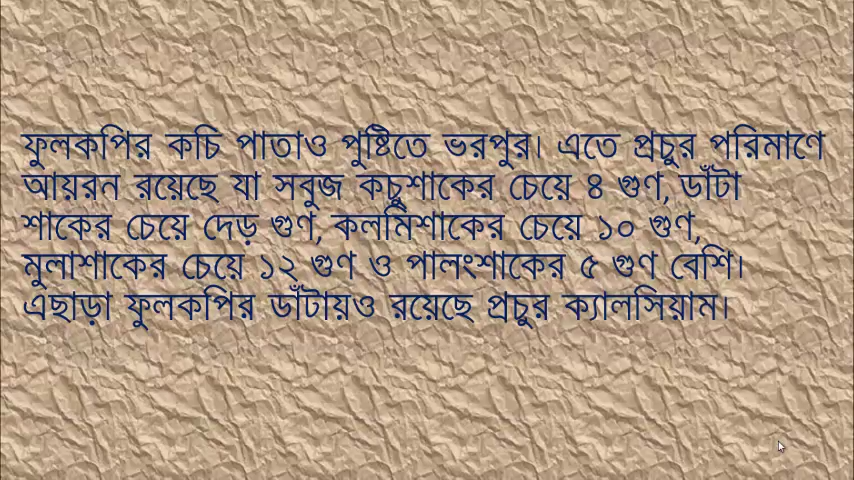 ফুলকপির কচি পাতাও পুষ্টিতে ভরপুর। এতে প্রচুর পরিমাণে
আয়রন রয়েছে যা সবুজ কচুশাকের চেয়ে ৪ গুণ, ডাঁটা
শাকের চেয়ে দেড় গুণ, কলমিশাকের চেয়ে ১০ গুণ,
মুলাশাকের চেয়ে ১২ গুণ ও পালংশাকের ৫ গুণ বেশি।
এছাড়া ফুলকপির ডাঁটায়ও রয়েছে প্রচুর ক্যালসিয়াম।